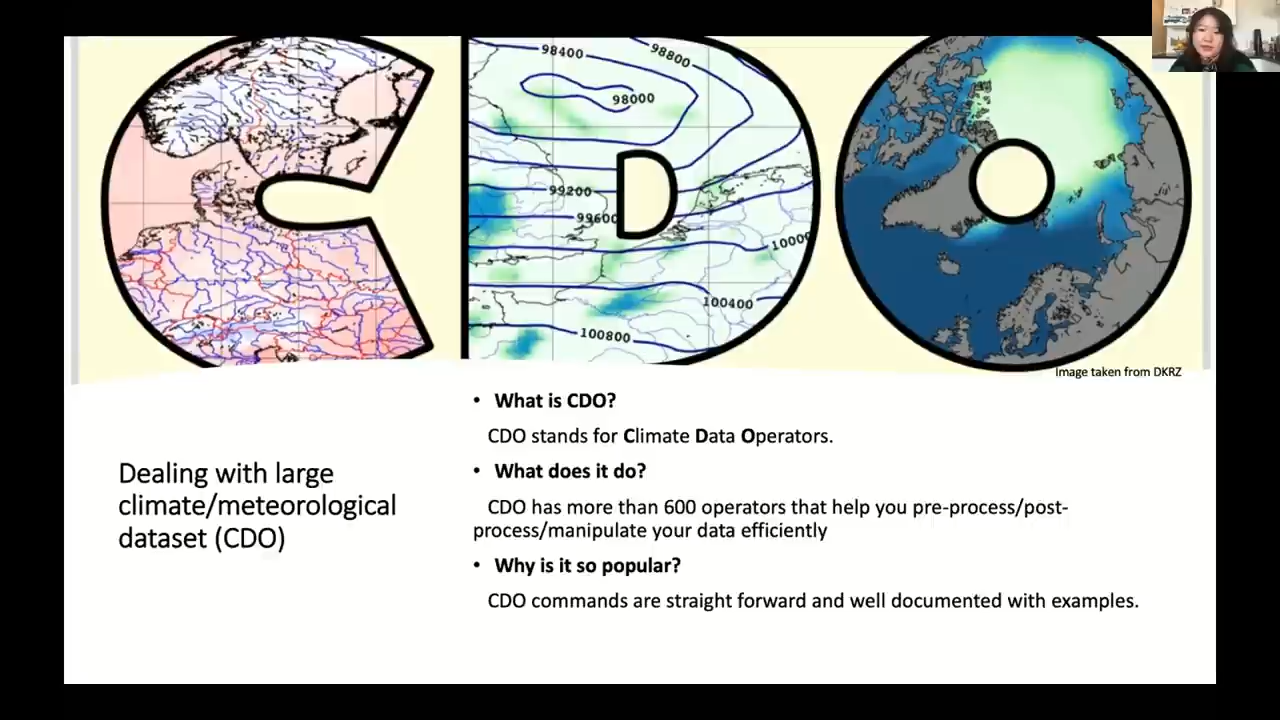 98400
98800
98000
99200
99600
10000
100400
100800
Image taken from DKRZ
Dealing with large
climate/meteorological
dataset (CDO)
• What is CDO?
CDO stands for Climate Data Operators.
• What does it do?
CDO has more than 600 operators that help you pre-process/post-
process/manipulate your data efficiently
• Why is it so popular?
CDO commands are straight forward and well documented with examples.